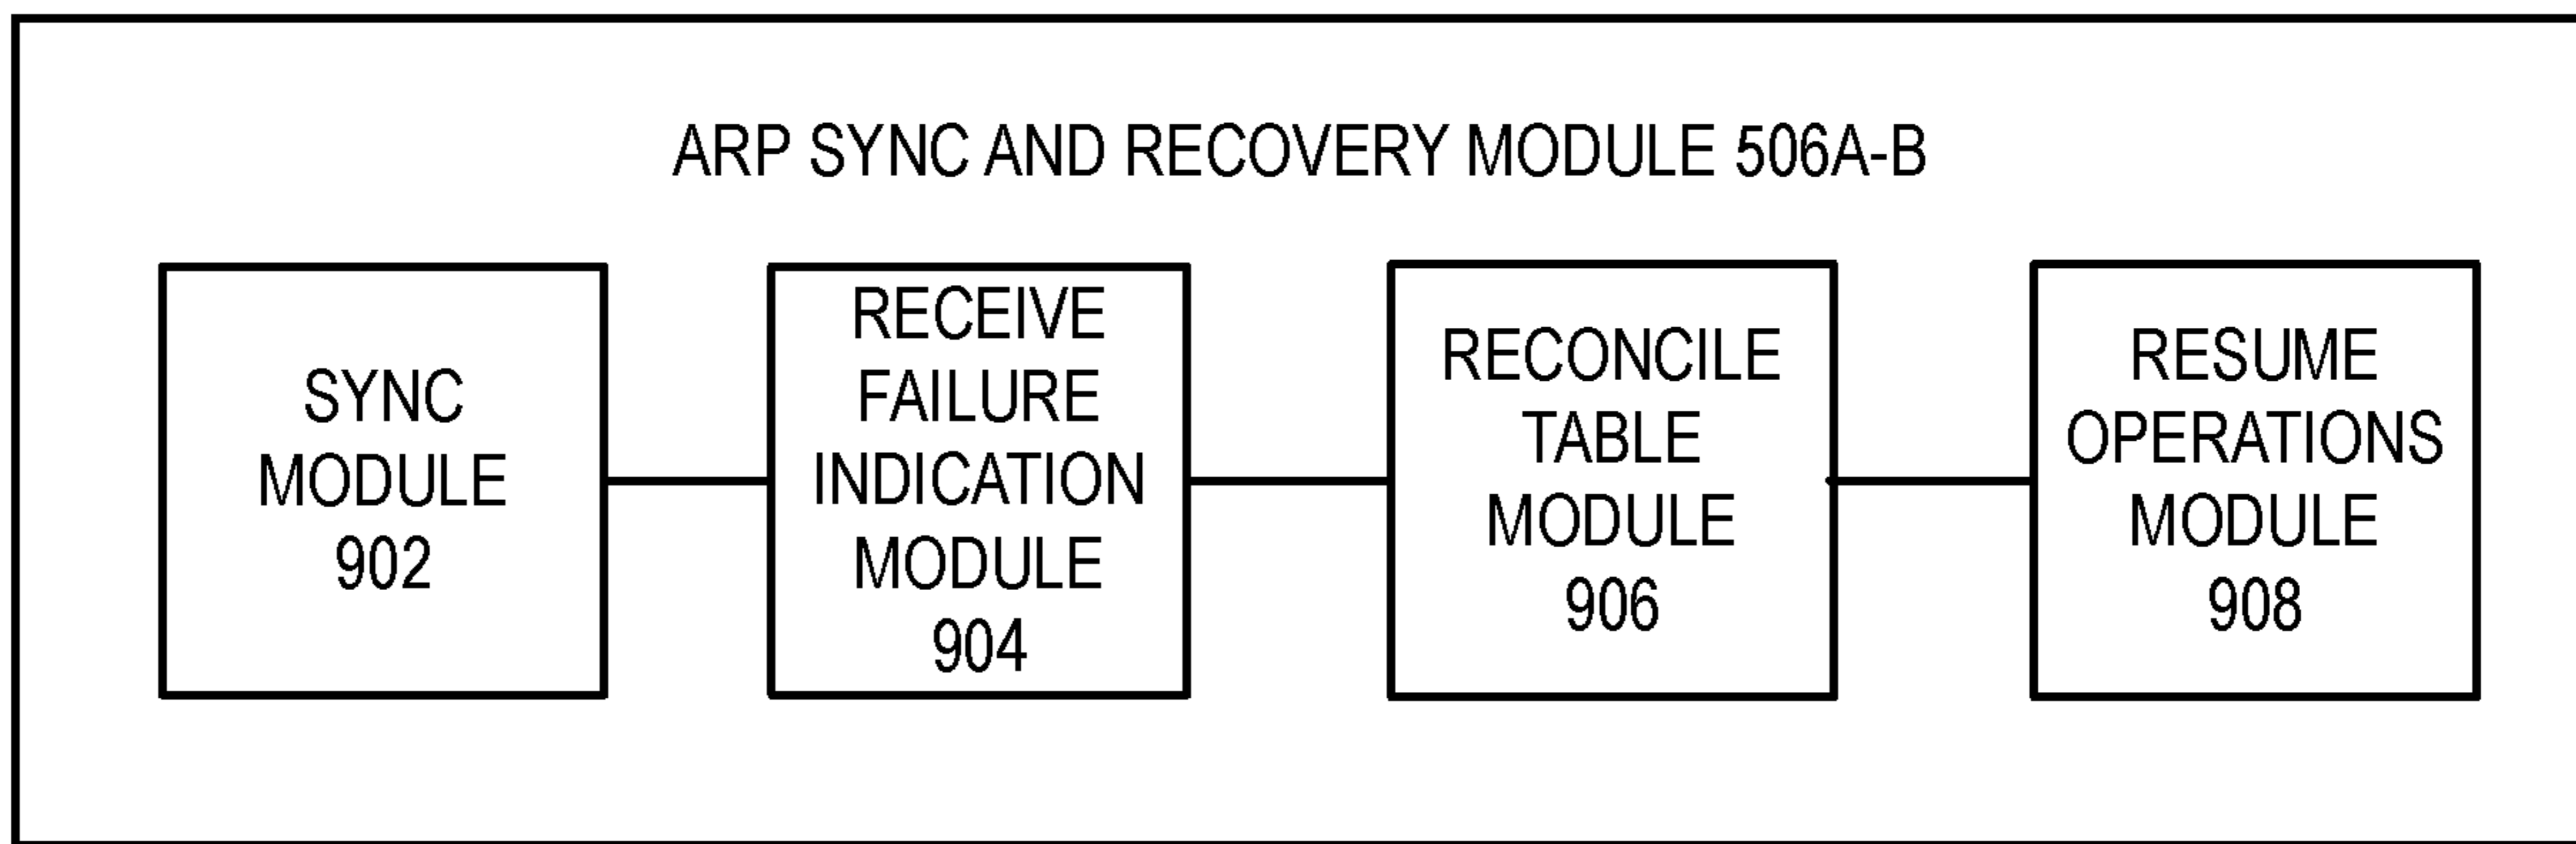 ARP SYNC AND RECOVERY MODULE 506A-B
SYNC
MODULE
902
RECEIVE
FAILURE
INDICATION
MODULE
904
RECONCILE
TABLE
MODULE
906
RESUME
OPERATIONS
MODULE
908